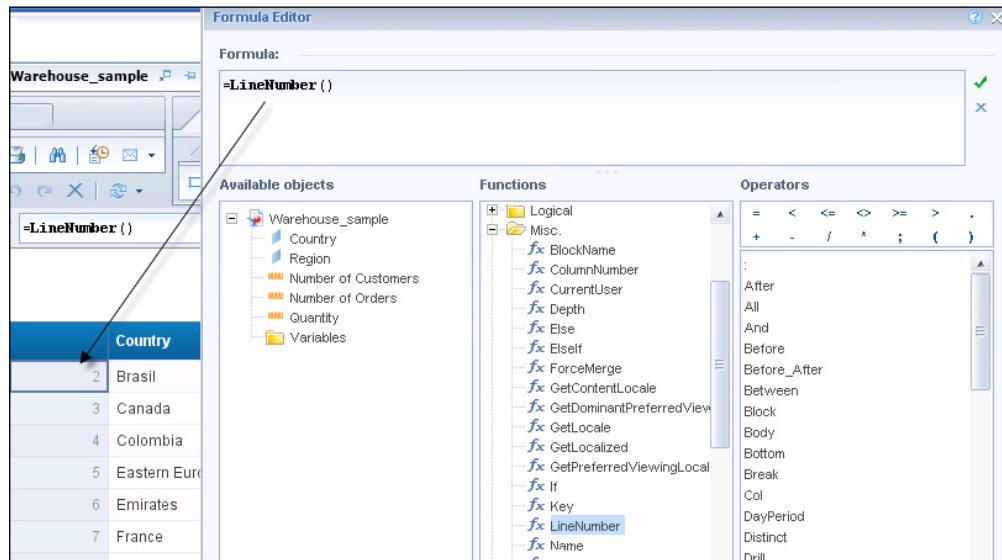 Formula Editor
Formula:
=LineNumber()
Warehouse_sample
=LineNumber()
Country
2 Brasil
3 Canada
4 Colombia
5 Eastern Euro
6 Emirates
7 France
Available objects
Warehouse_sample
Country
Region
Number of Customers
Number of Orders
Quantity
Variables
Functions
Logical
Misc.
BlockName
ColumnNumber
CurrentUser
Depth
Else
ElseIf
ForceMerge
GetContentLocale
GetDominantPreferredView
GetLocale
GetLocalized
GetPreferredViewingLocal
If
Key
LineNumber
Name
Operators
= < <= <> >= > .
+ - / * ; ( )
:
After
All
And
Before
Before_After
Between
Block
Body
Bottom
Break
Col
DayPeriod
Distinct
Drill